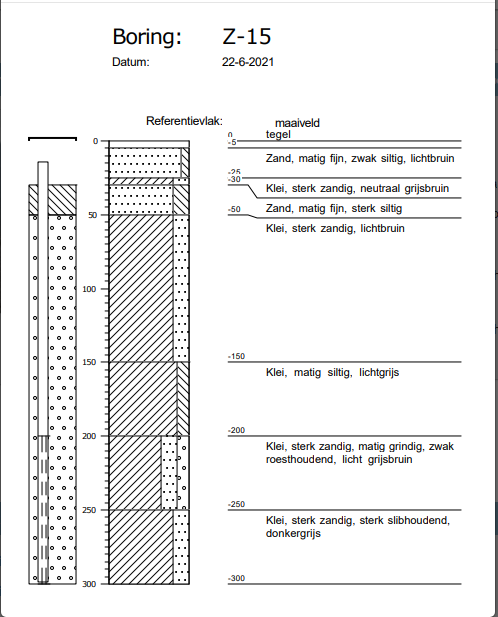 Boring: Z-15
Datum: 22-6-2021
Referentievlak: maaiveld
0 0 tegel
-5
Zand, matig fijn, zwak siltig, lichtbruin
-25
-30
Klei, sterk zandig, neutraal grijsbruin
Zand, matig fijn, sterk siltig
50 -50
Klei, sterk zandig, lichtbruin
100
150 -150
Klei, matig siltig, lichtgrijs
200 -200
Klei, sterk zandig, matig grindig, zwak
roesthoudend, licht grijsbruin
250 -250
Klei, sterk zandig, sterk slibhoudend,
donkergrijs
300 -300